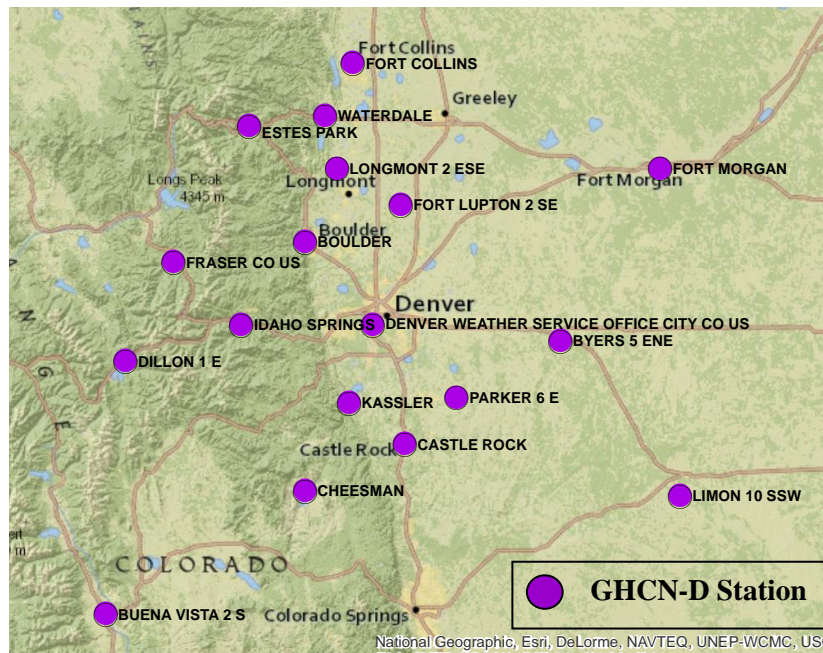 AINS
Fort Collins
FORT COLLINS
Greeley
WATERDALE
ESTES PARK
LONGMONT 2 ESE
FORT MORGAN
Longs Peak
4345 m
Longmont
Fort Morgan
FORT LUPTON 2 SE
Boulder
BOULDER
A
FRASER CO US
N
Denver
IDAHO SPRINGS
DENVER WEATHER SERVICE OFFICE CITY CO US
BYERS 5 ENE
G
DILLON 1 E
E
KASSLER
PARKER 6 E
Castle Rock
CASTLE ROCK
CHEESMAN
LIMON 10 SSW
m
COLORADO
GHCN-D Station
BUENA VISTA 2 S
Colorado Springs
National Geographic, Esri, DeLorme, NAVTEQ, UNEP-WCMC,